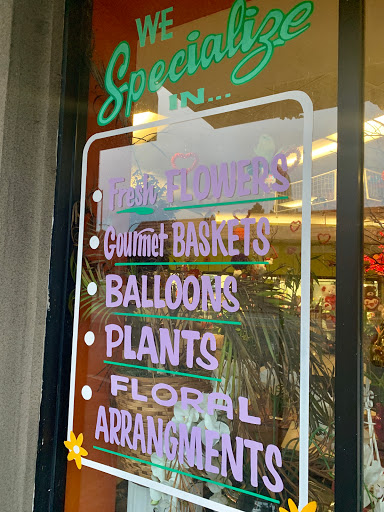 WE
Specialize
IN...
Fresh FLOWERS
Gourmet BASKETS
BALLOONS
PLANTS
FLORAL
ARRANGMENTS